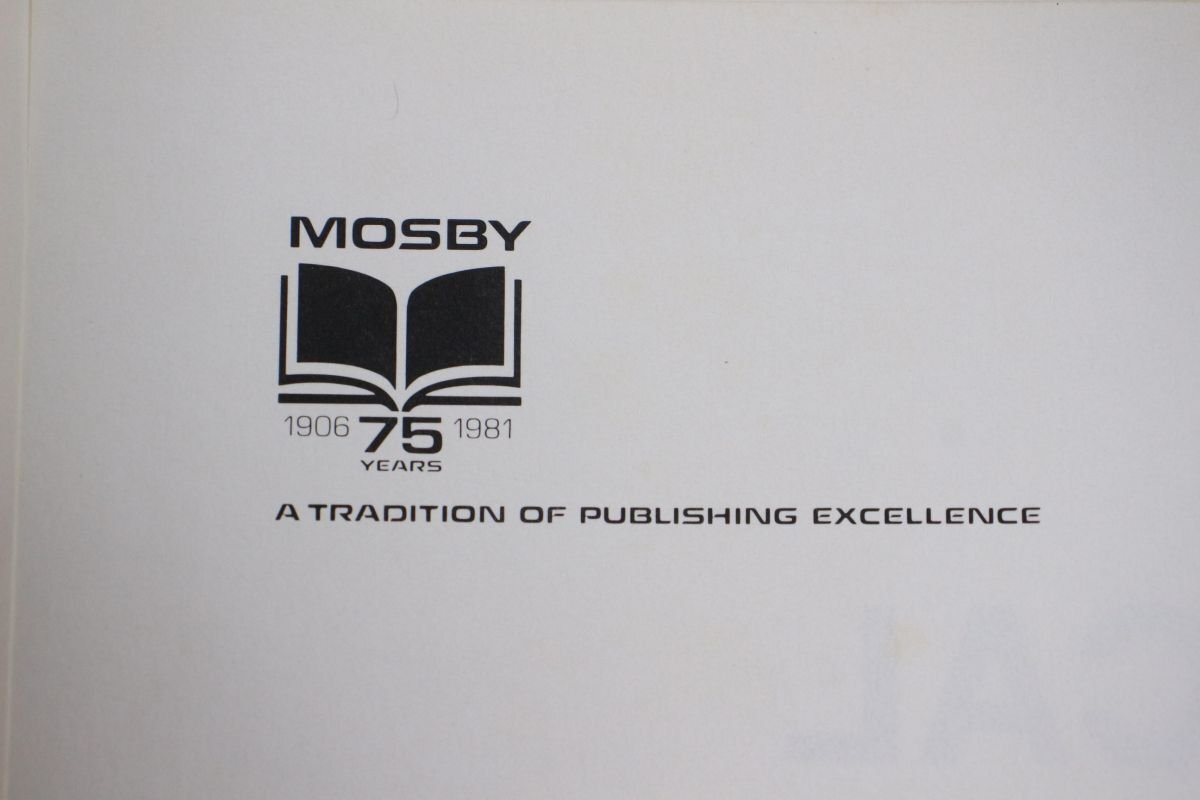 MOSBY
1906 75 1981
YEARS
A TRADITION OF PUBLISHING EXCELLENCE